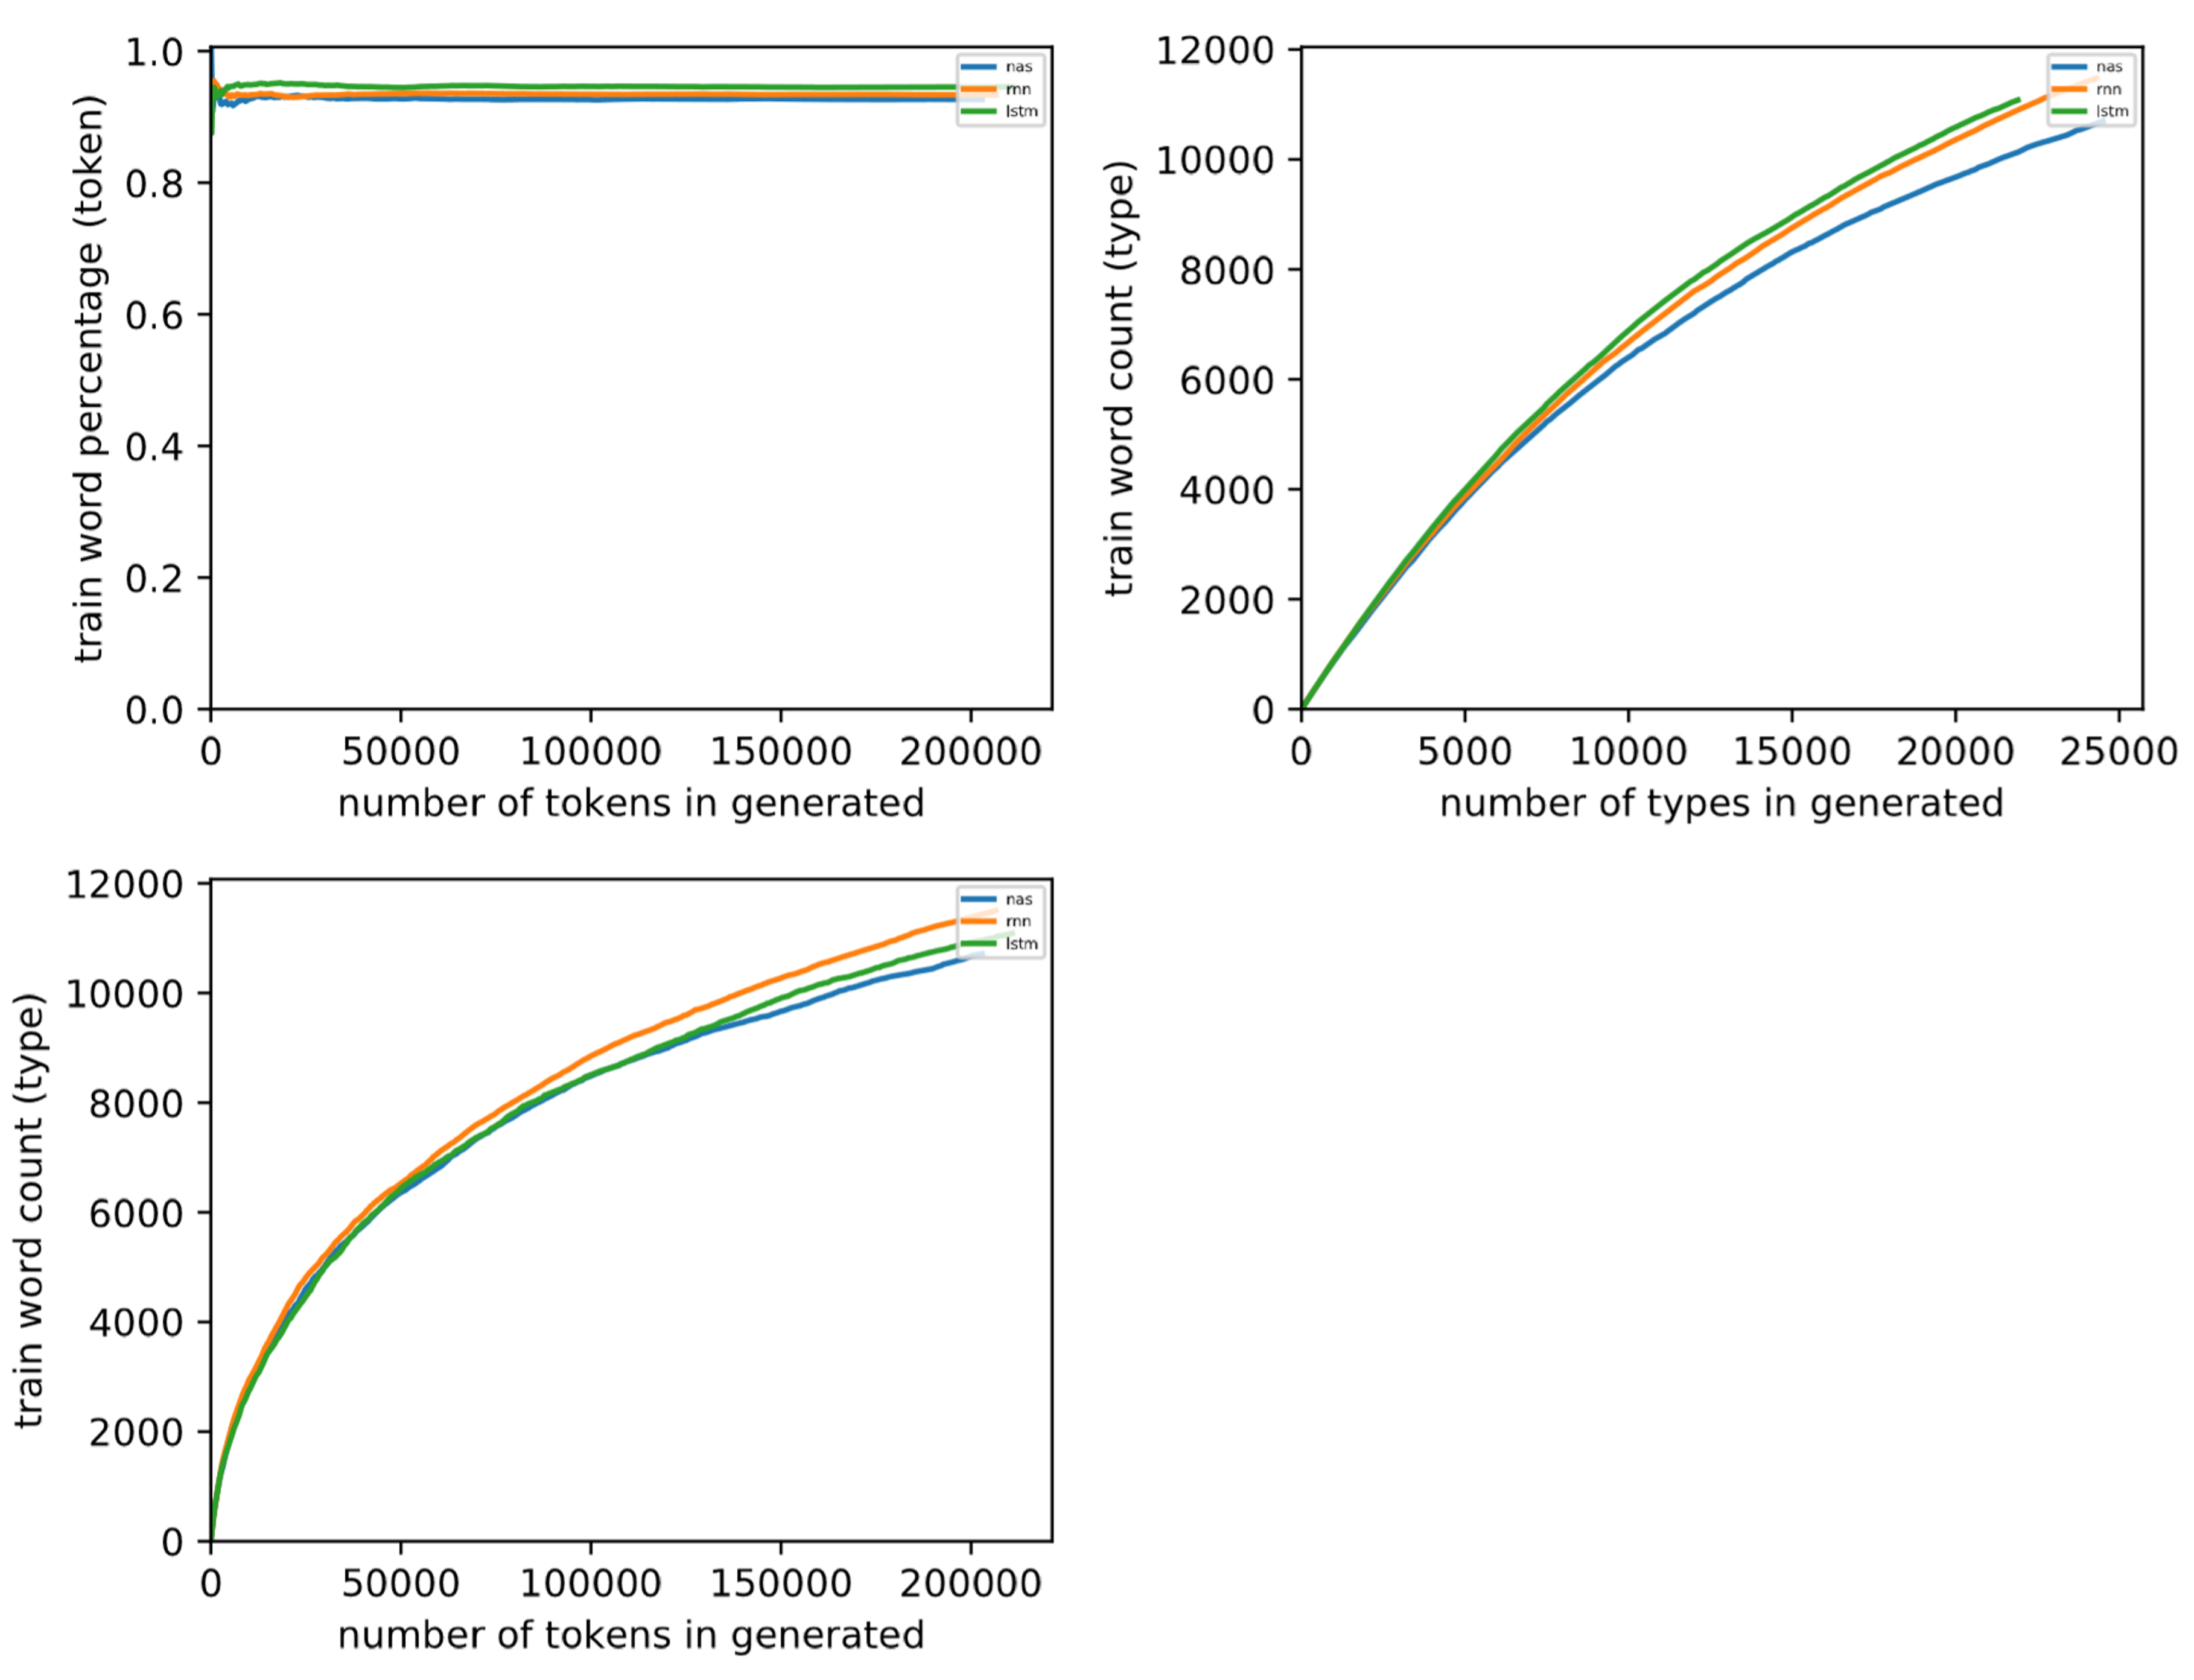 train word percentage (token)
1.0
0.8
0.6
0.4
0.2
0.0
0 50000 100000 150000 200000
number of tokens in generated
nas
rnn
lstm
train word count (type)
12000
10000
8000
6000
4000
2000
0
0 5000 10000 15000 20000 25000
number of types in generated
nas
rnn
lstm
train word count (type)
12000
10000
8000
6000
4000
2000
0
0 50000 100000 150000 200000
number of tokens in generated
nas
rnn
lstm